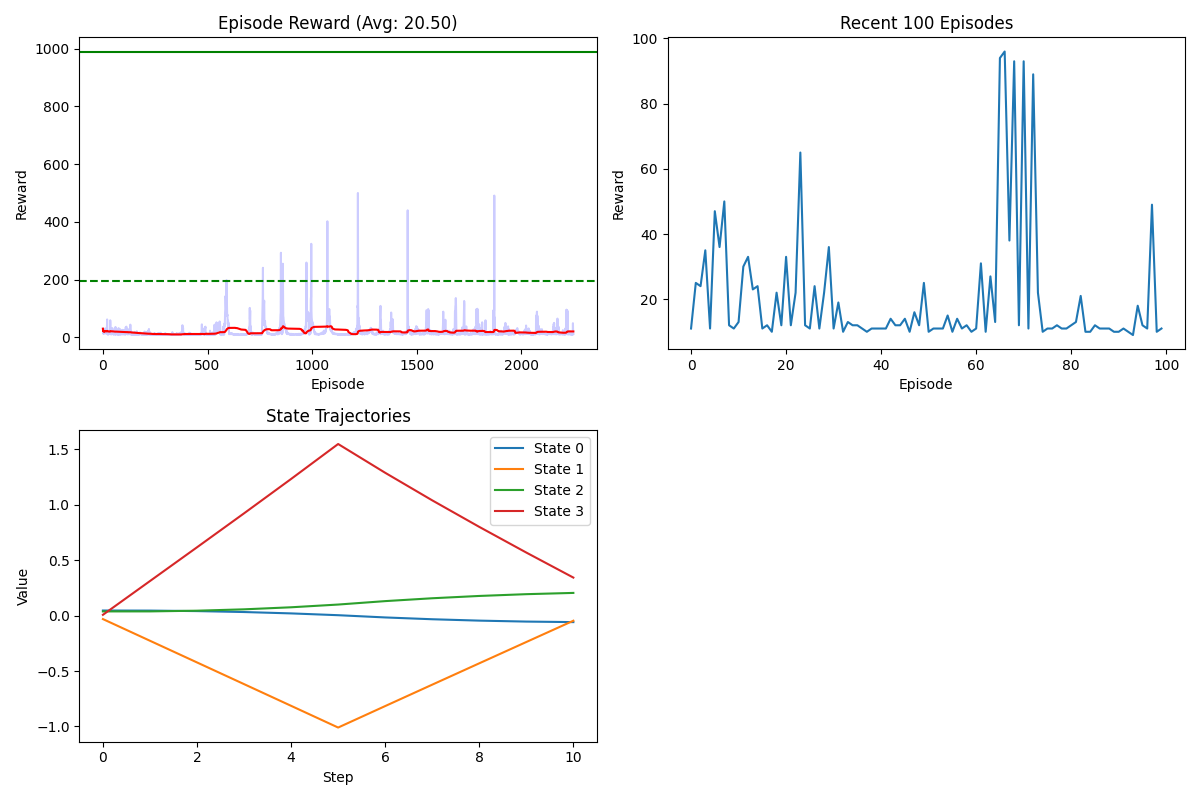 Episode Reward (Avg: 20.50)
Reward
1000
800
600
400
200
0
0
500
1000
1500
2000
Episode
Recent 100 Episodes
Reward
100
80
60
40
20
0
20
40
60
80
100
Episode
State Trajectories
Value
1.5
1.0
0.5
0.0
−0.5
−1.0
State 0
State 1
State 2
State 3
0
2
4
6
8
10
Step